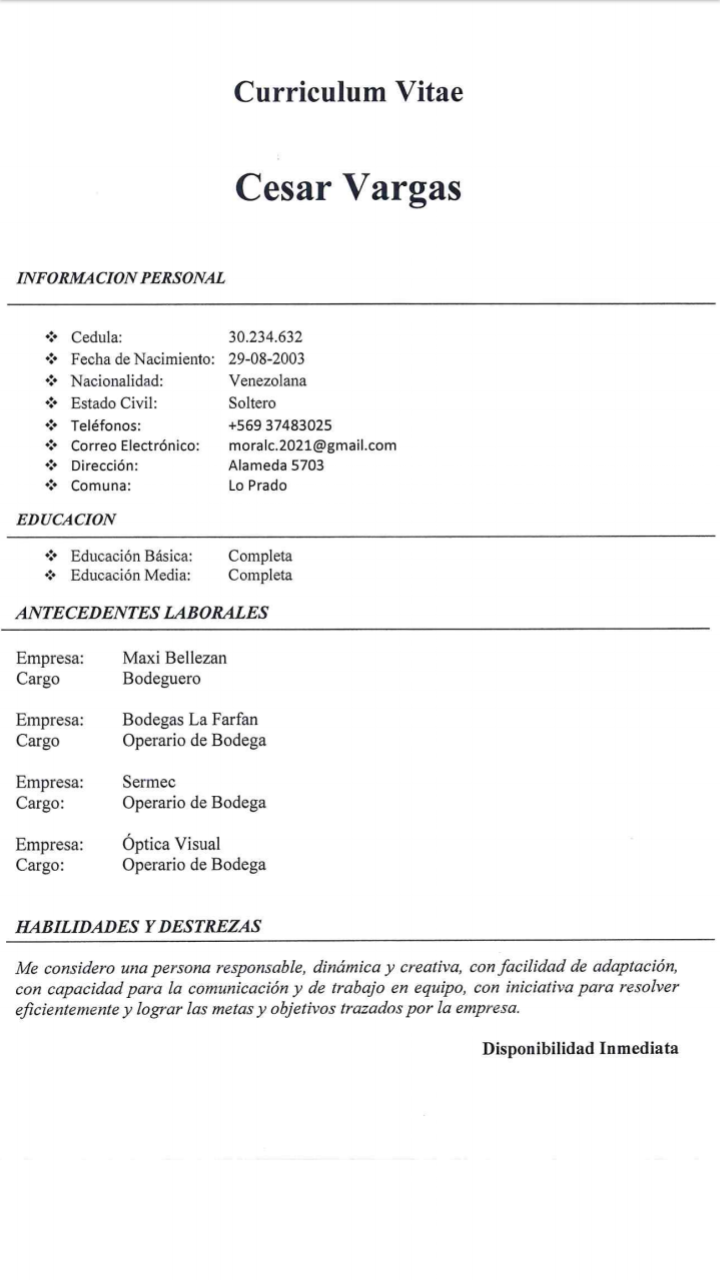 Curriculum Vitae
Cesar Vargas
INFORMACION PERSONAL
❖ Cedula: 30.234.632
❖ Fecha de Nacimiento: 29-08-2003
❖ Nacionalidad: Venezolana
❖ Estado Civil: Soltero
❖ Teléfonos: +569 37483025
❖ Correo Electrónico: moralc.2021@gmail.com
❖ Dirección: Alameda 5703
❖ Comuna: Lo Prado
EDUCACION
❖ Educación Básica: Completa
❖ Educación Media: Completa
ANTECEDENTES LABORALES
Empresa: Maxi Bellezan
Cargo Bodeguero
Empresa: Bodegas La Farfan
Cargo Operario de Bodega
Empresa: Sermec
Cargo: Operario de Bodega
Empresa: Óptica Visual
Cargo: Operario de Bodega
HABILIDADES Y DESTREZAS
Me considero una persona responsable, dinámica y creativa, con facilidad de adaptación,
con capacidad para la comunicación y de trabajo en equipo, con iniciativa para resolver
eficientemente y lograr las metas y objetivos trazados por la empresa.
Disponibilidad Inmediata